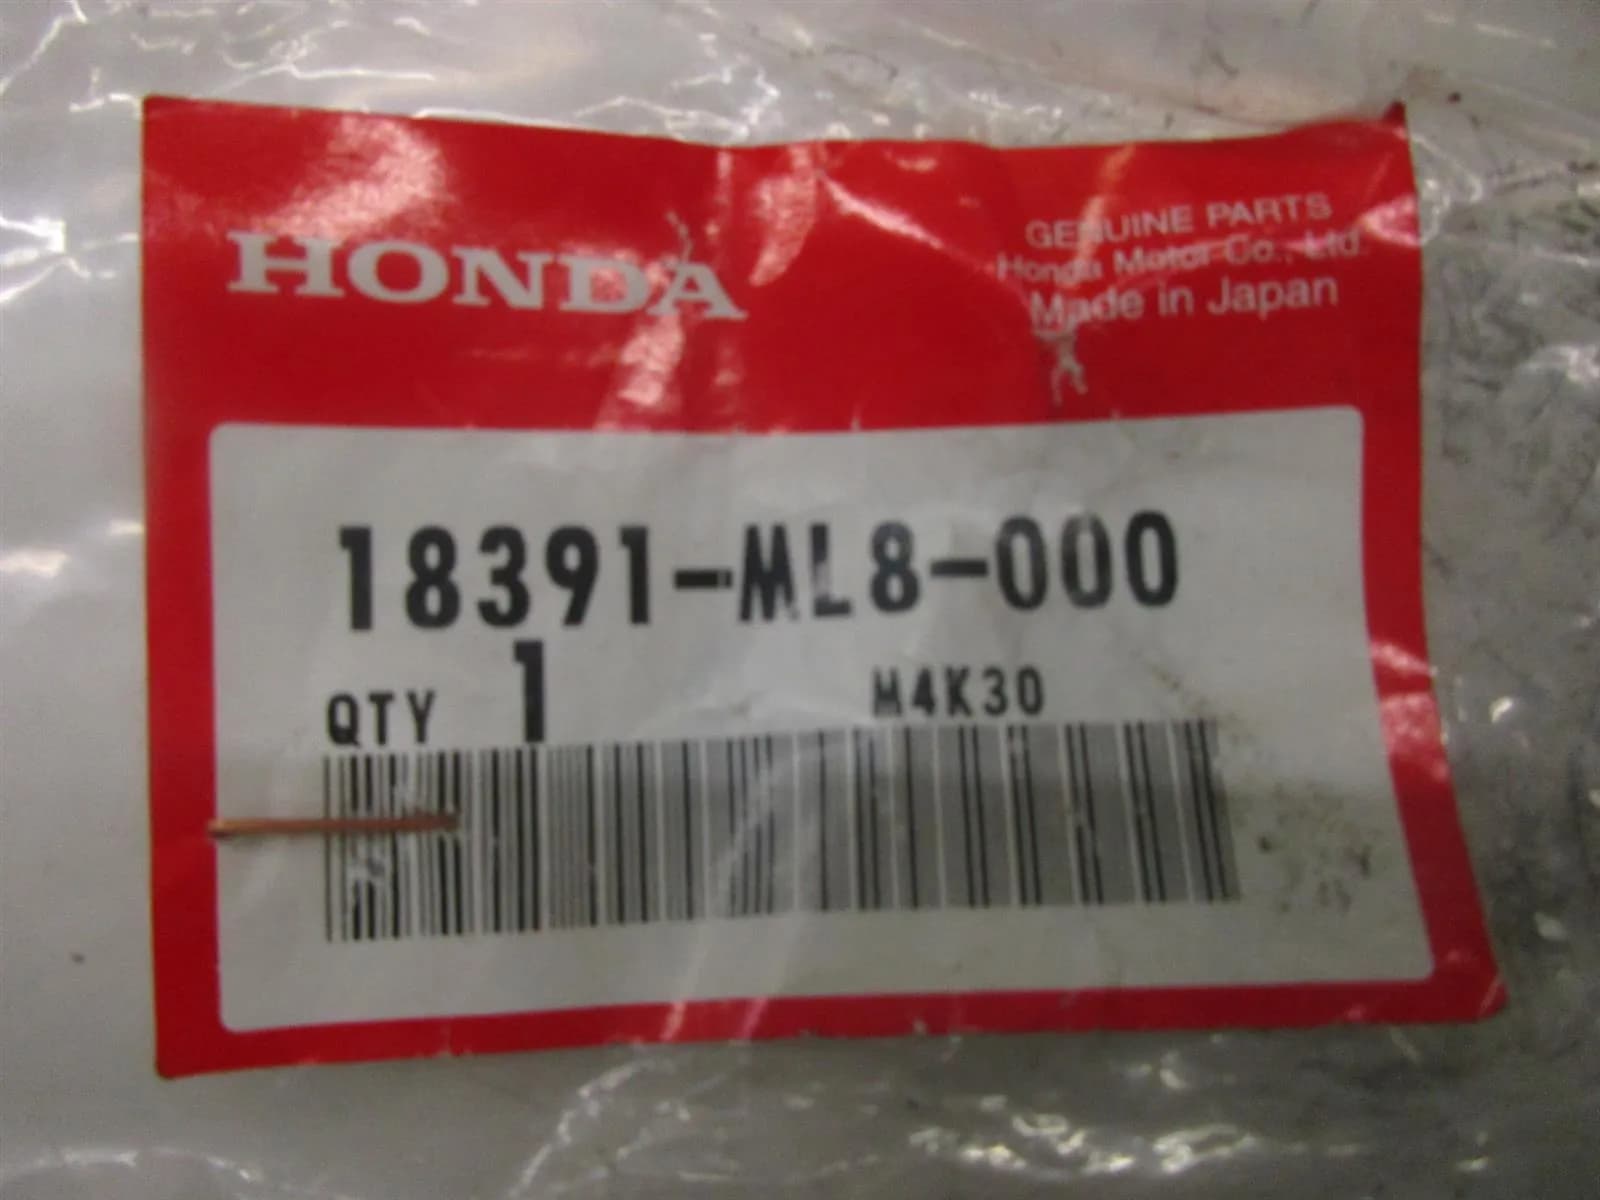 HONDA
GENUINE PARTS
Honda Motor Co., Ltd.
Made in Japan
18391-ML8-000
QTY 1 M4K30